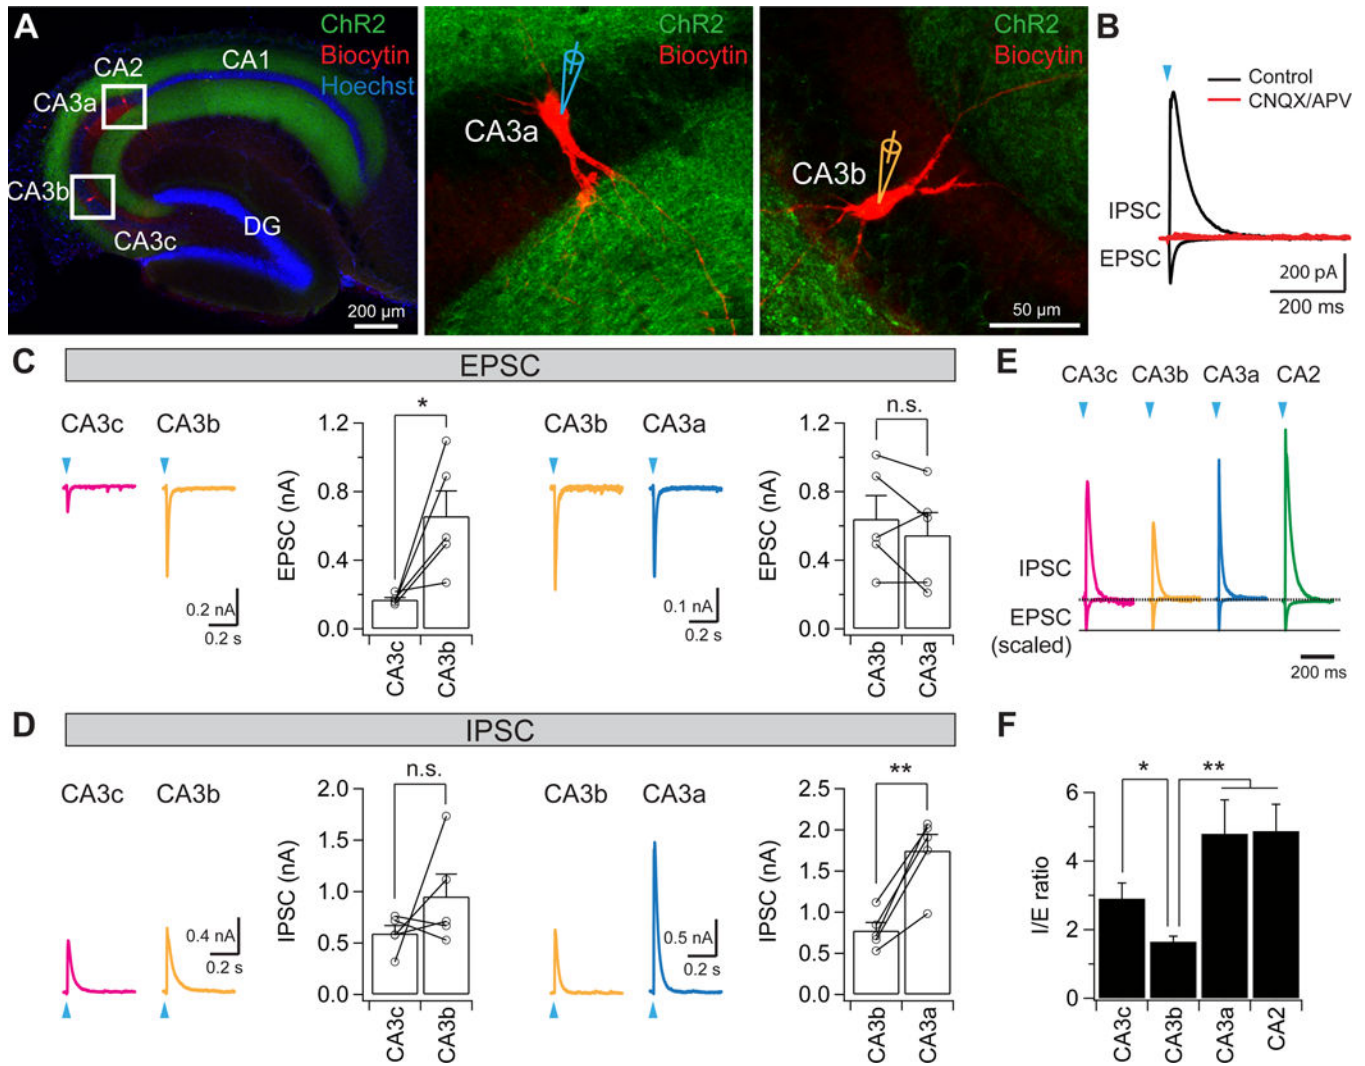 A
ChR2
Biocytin
Hoechst
CA1
CA2
CA3a
CA3b
CA3c
DG
200 µm
ChR2
Biocytin
CA3a
ChR2
Biocytin
CA3b
50 µm
B
Control
CNQX/APV
IPSC
EPSC
200 pA
200 ms
C
EPSC
CA3c CA3b
0.2 nA
0.2 s
EPSC (nA)
1.2
0.8
0.4
0.0
*
CA3c
CA3b
CA3b CA3a
0.1 nA
0.2 s
EPSC (nA)
1.2
0.8
0.4
0.0
n.s.
CA3b
CA3a
E
CA3c CA3b CA3a CA2
IPSC
EPSC
(scaled)
200 ms
D
IPSC
CA3c CA3b
0.4 nA
0.2 s
IPSC (nA)
2.0
1.5
1.0
0.5
0.0
n.s.
CA3c
CA3b
CA3b CA3a
0.5 nA
0.2 s
IPSC (nA)
2.5
2.0
1.5
1.0
0.5
0.0
**
CA3b
CA3a
F
I/E ratio
6
4
2
0
* **
CA3c
CA3b
CA3a
CA2